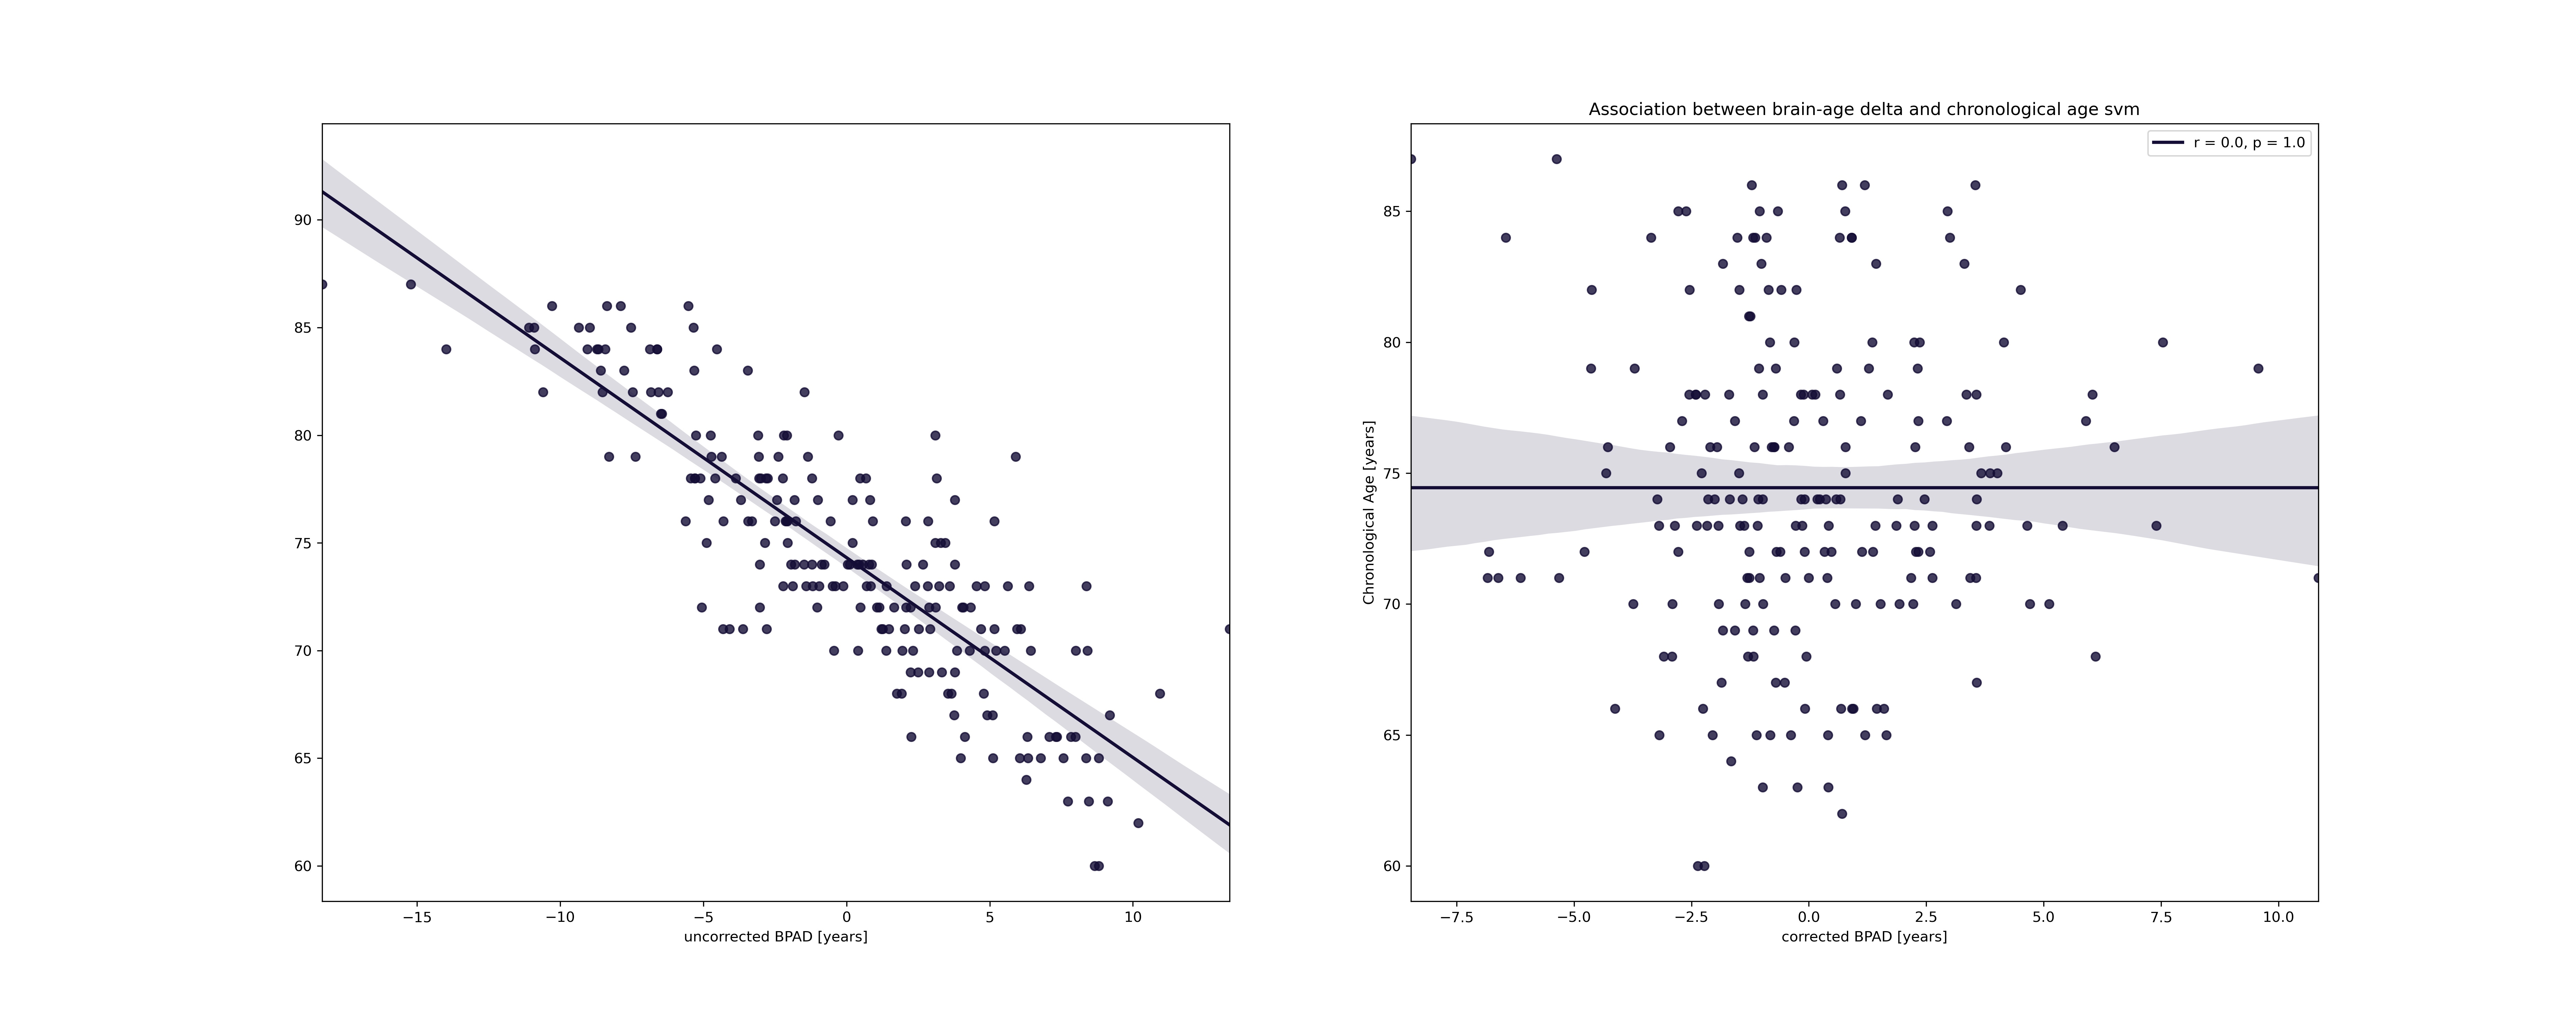 90
85
80
75
70
65
60
−15 −10 −5 0 5 10
uncorrected BPAD [years]
Association between brain-age delta and chronological age svm
r = 0.0, p = 1.0
Chronological Age [years]
85
80
75
70
65
60
−7.5 −5.0 −2.5 0.0 2.5 5.0 7.5 10.0
corrected BPAD [years]